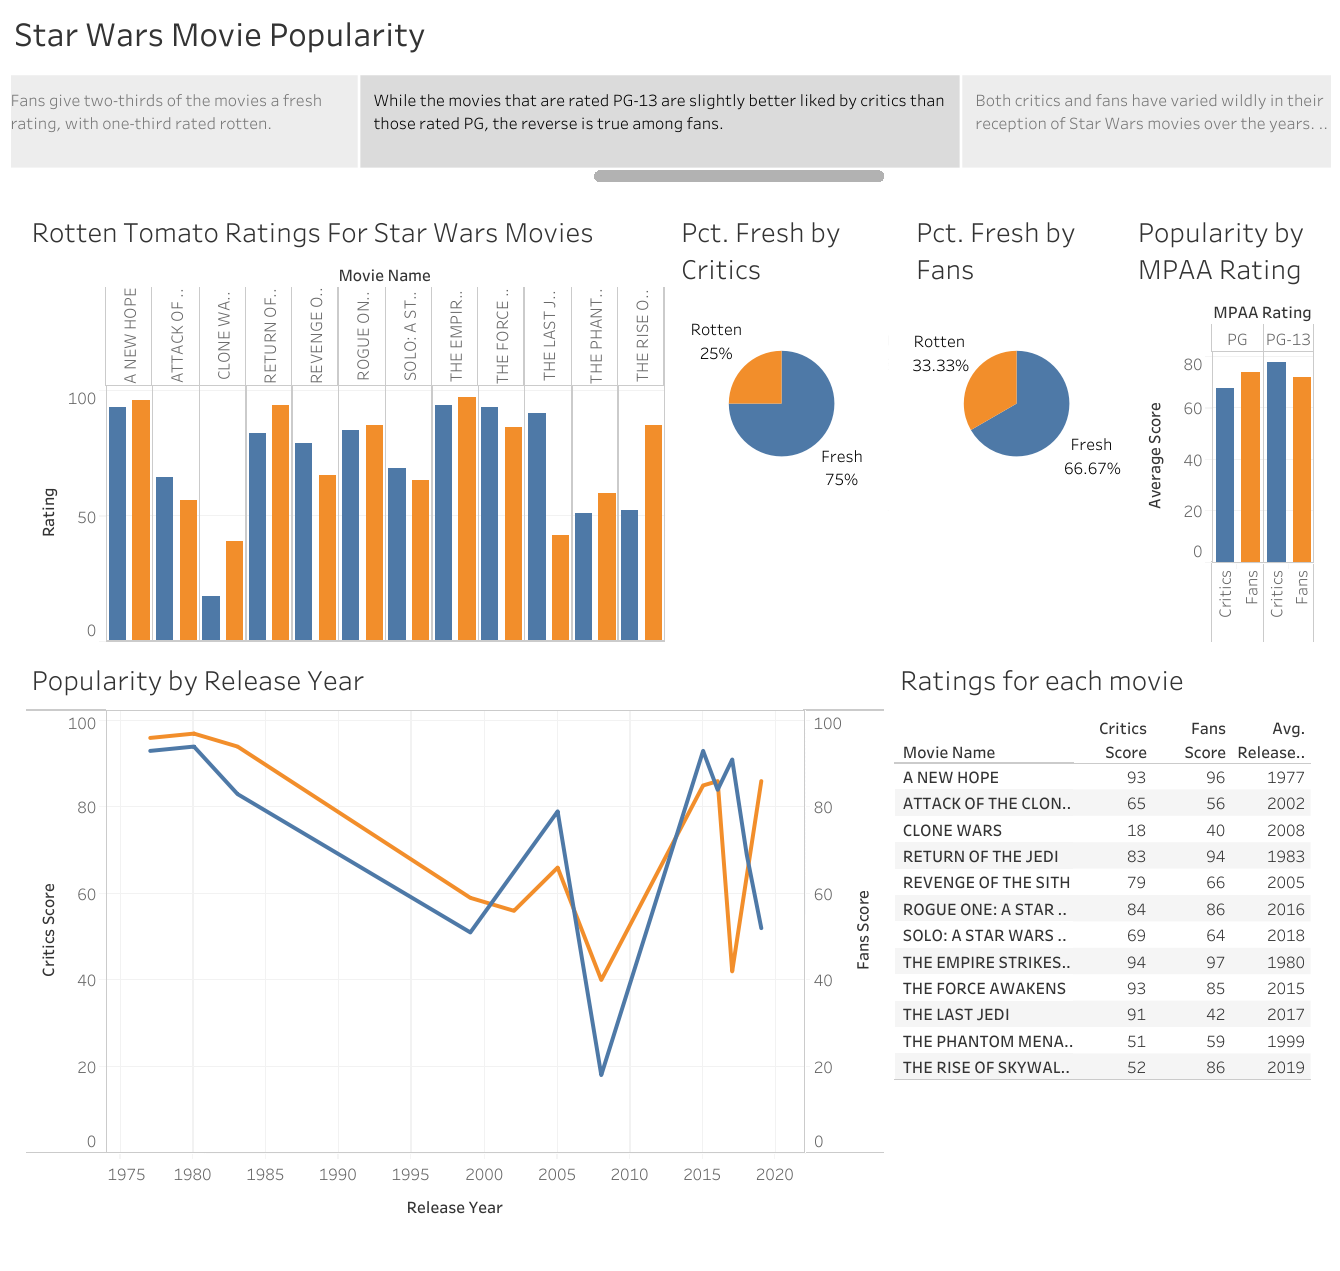 Star Wars Movie Popularity
Fans give two-thirds of the movies a fresh
rating, with one-third rated rotten.
While the movies that are rated PG-13 are slightly better liked by critics than
those rated PG, the reverse is true among fans.
Both critics and fans have varied wildly in their
reception of Star Wars movies over the years. ..
Rotten Tomato Ratings For Star Wars Movies
Movie Name
A NEW HOPE
ATTACK OF ..
CLONE WA..
RETURN OF..
REVENGE O..
ROGUE ON..
SOLO: A ST..
THE EMPIR..
THE FORCE ..
THE LAST J..
THE PHANT..
THE RISE O..
100
50
0
Rating
Pct. Fresh by
Critics
Rotten
25%
Fresh
75%
Pct. Fresh by
Fans
Rotten
33.33%
Fresh
66.67%
Popularity by
MPAA Rating
MPAA Rating
PG PG-13
80
60
40
20
0
Average Score
Critics
Fans
Critics
Fans
Popularity by Release Year
100
80
60
40
20
0
Critics Score
100
80
60
40
20
0
Fans Score
1975 1980 1985 1990 1995 2000 2005 2010 2015 2020
Release Year
Ratings for each movie
Critics Fans Avg.
Movie Name Score Score Release..
A NEW HOPE 93 96 1977
ATTACK OF THE CLON.. 65 56 2002
CLONE WARS 18 40 2008
RETURN OF THE JEDI 83 94 1983
REVENGE OF THE SITH 79 66 2005
ROGUE ONE: A STAR .. 84 86 2016
SOLO: A STAR WARS .. 69 64 2018
THE EMPIRE STRIKES.. 94 97 1980
THE FORCE AWAKENS 93 85 2015
THE LAST JEDI 91 42 2017
THE PHANTOM MENA.. 51 59 1999
THE RISE OF SKYWAL.. 52 86 2019